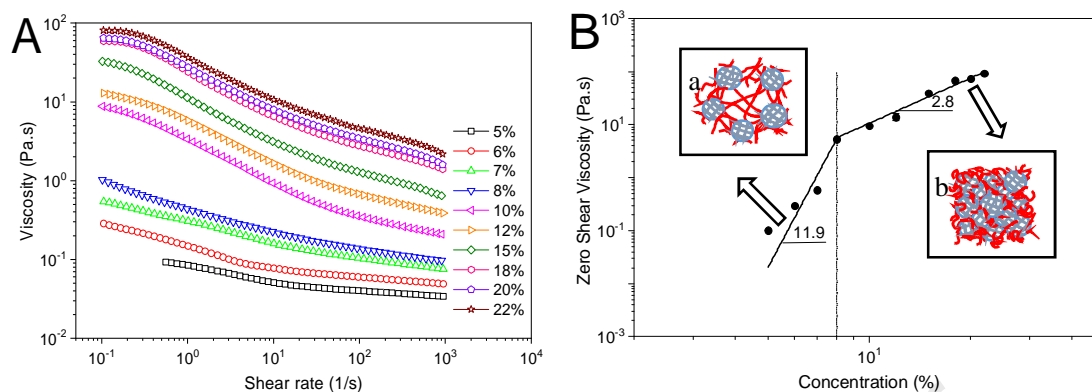 A
10^2
10^1
10^0
10^-1
10^-2
Viscosity (Pa.s)
10^-1 10^0 10^1 10^2 10^3 10^4
Shear rate (1/s)
5%
6%
7%
8%
10%
12%
15%
18%
20%
22%
B
10^3
10^1
10^-1
10^-3
Zero Shear Viscosity (Pa.s)
a
2.8
b
11.9
10^1
Concentration (%)